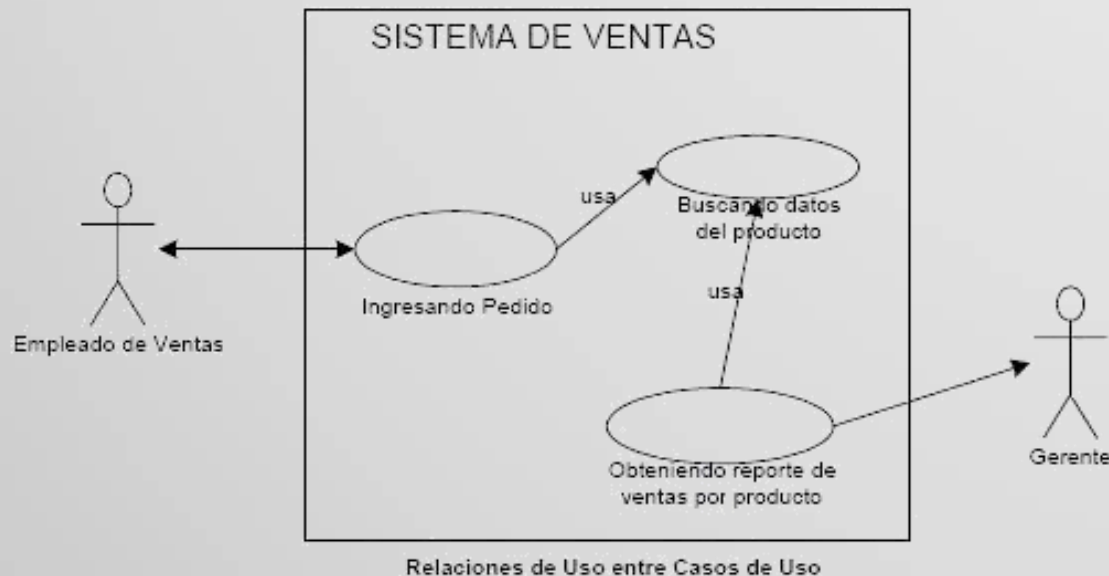 SISTEMA DE VENTAS
usa
Buscando datos
del producto
Ingresando Pedido
usa
Empleado de Ventas
Obteniendo reporte de
ventas por producto
Gerente
Relaciones de Uso entre Casos de Uso